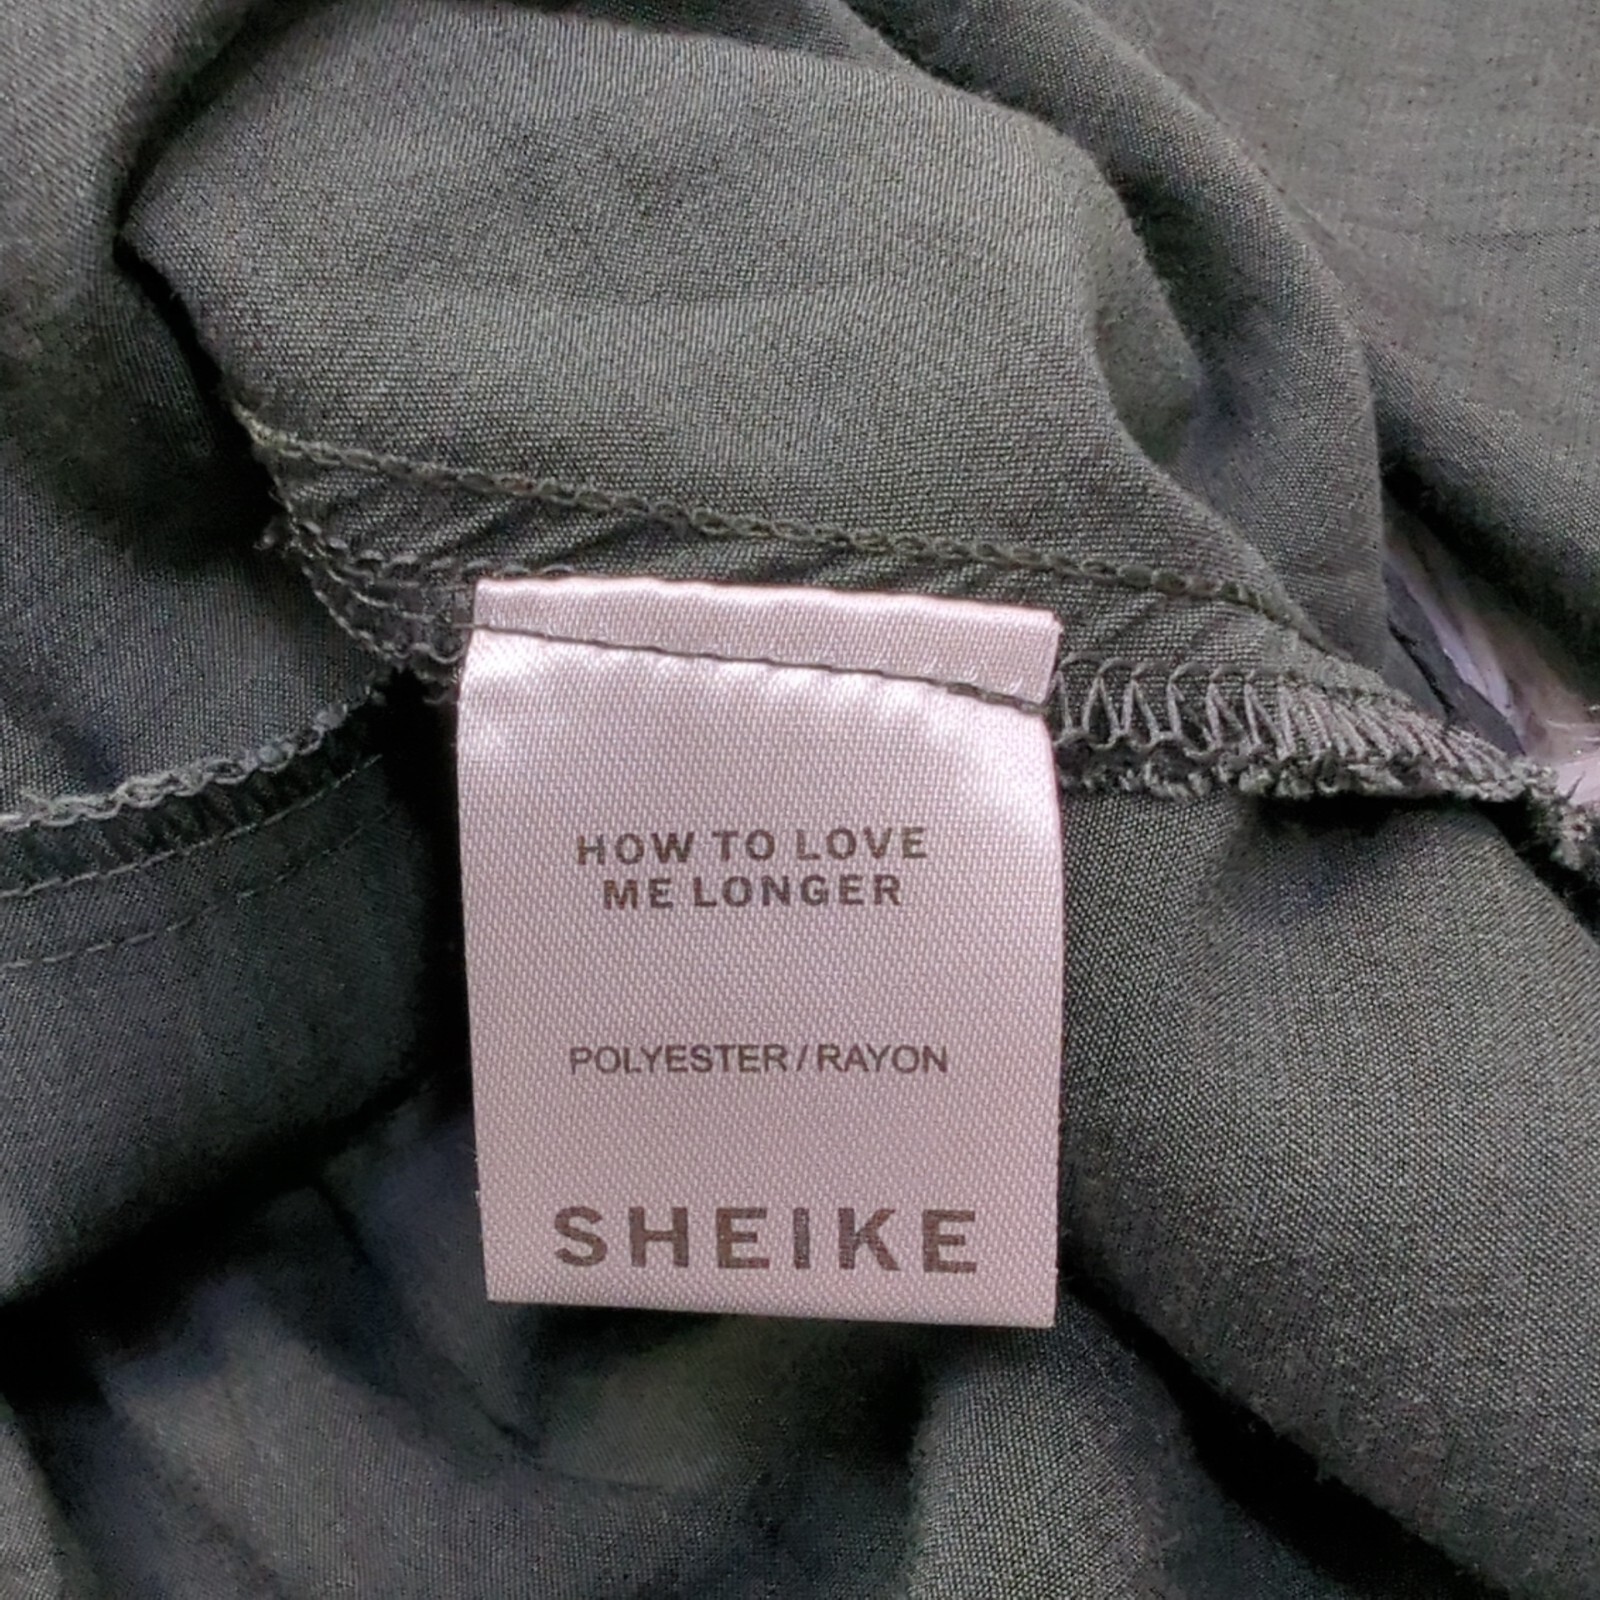 HOW TO LOVE
ME LONGER
POLYESTER / RAYON
SHEIKE